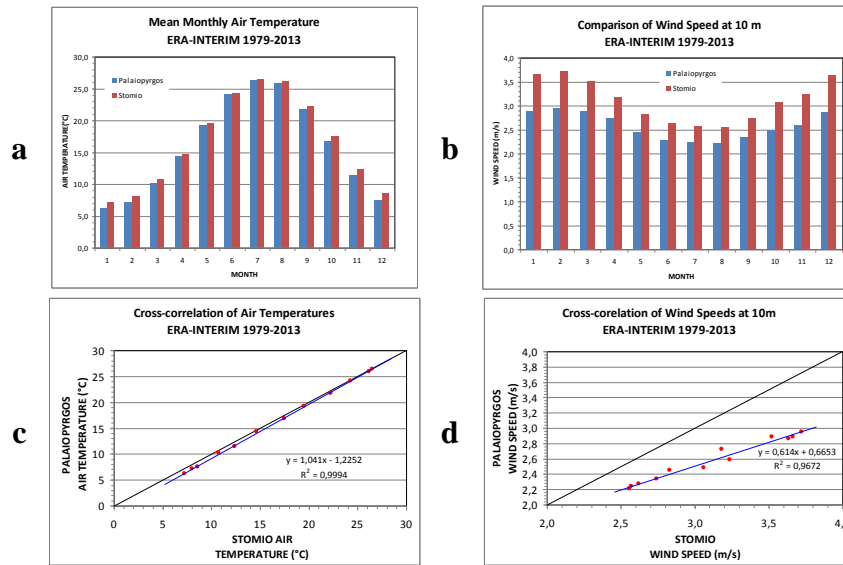 a
Mean Monthly Air Temperature
ERA-INTERIM 1979-2013
30,0
25,0
20,0
15,0
10,0
5,0
0,0
AIR TEMPERATURE(°C)
Palaiopyrgos
Stomio
1 2 3 4 5 6 7 8 9 10 11 12
MONTH
b
Comparison of Wind Speed at 10 m
ERA-INTERIM 1979-2013
4,0
3,5
3,0
2,5
2,0
1,5
1,0
0,5
0,0
WIND SPEED (m/s)
Palaiopyrgos
Stomio
1 2 3 4 5 6 7 8 9 10 11 12
MONTH
c
Cross-correlation of Air Temperatures
ERA-INTERIM 1979-2013
30
25
20
15
10
5
0
PALAIOPYRGOS
AIR TEMPERATURE (°C)
y = 1,041x - 1,2252
R² = 0,9994
0 5 10 15 20 25 30
STOMIO AIR
TEMPERATURE (°C)
d
Cross-corelation of Wind Speeds at 10m
ERA-INTERIM 1979-2013
4,0
3,8
3,6
3,4
3,2
3,0
2,8
2,6
2,4
2,2
2,0
PALAIOPYRGOS
WIND SPEED (m/s)
y = 0,614x + 0,6653
R² = 0,9672
2,0 2,5 3,0 3,5 4,
STOMIO
WIND SPEED (m/s)